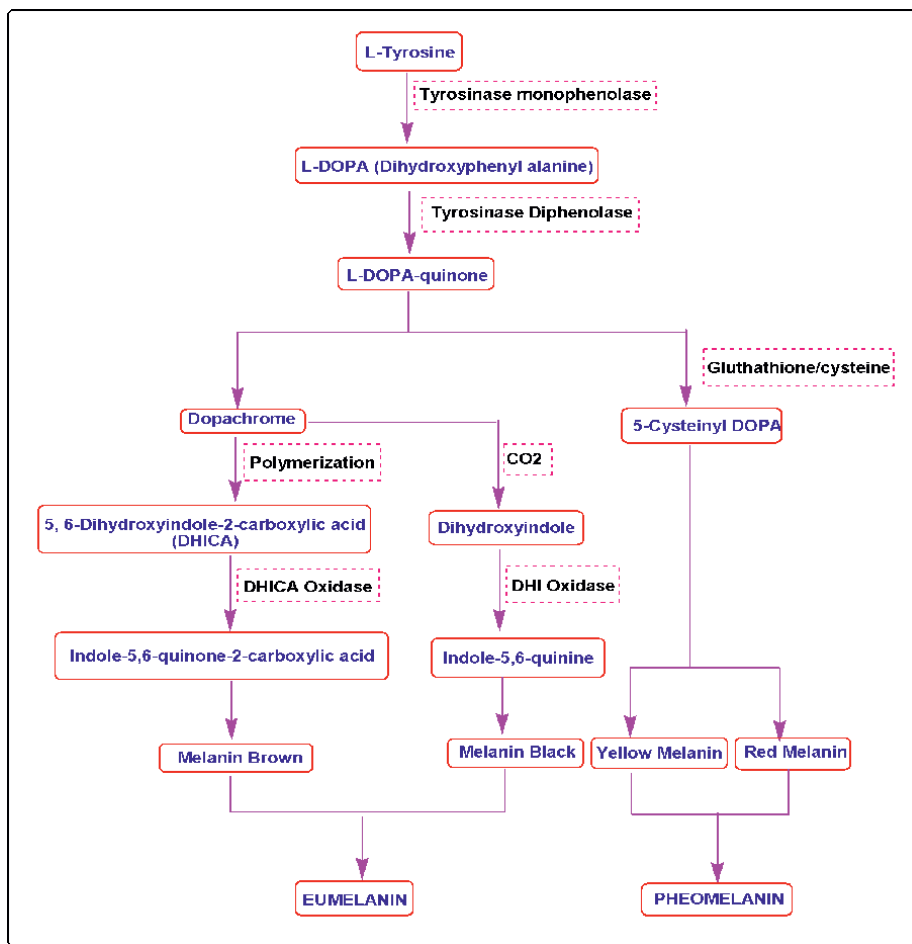 L-Tyrosine
Tyrosinase monophenolase
L-DOPA (Dihydroxyphenyl alanine)
Tyrosinase Diphenolase
L-DOPA-quinone
Gluthathione/cysteine
Dopachrome
5-Cysteinyl DOPA
Polymerization
CO2
5, 6-Dihydroxyindole-2-carboxylic acid
(DHICA)
Dihydroxyindole
DHICA Oxidase
DHI Oxidase
Indole-5,6-quinone-2-carboxylic acid
Indole-5,6-quinine
Melanin Brown
Melanin Black
Yellow Melanin
Red Melanin
EUMELANIN
PHEOMELANIN